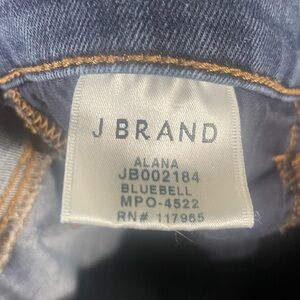 J BRAND
ALANA
JB002184
BLUEBELL
MPO-4522
RN# 117965